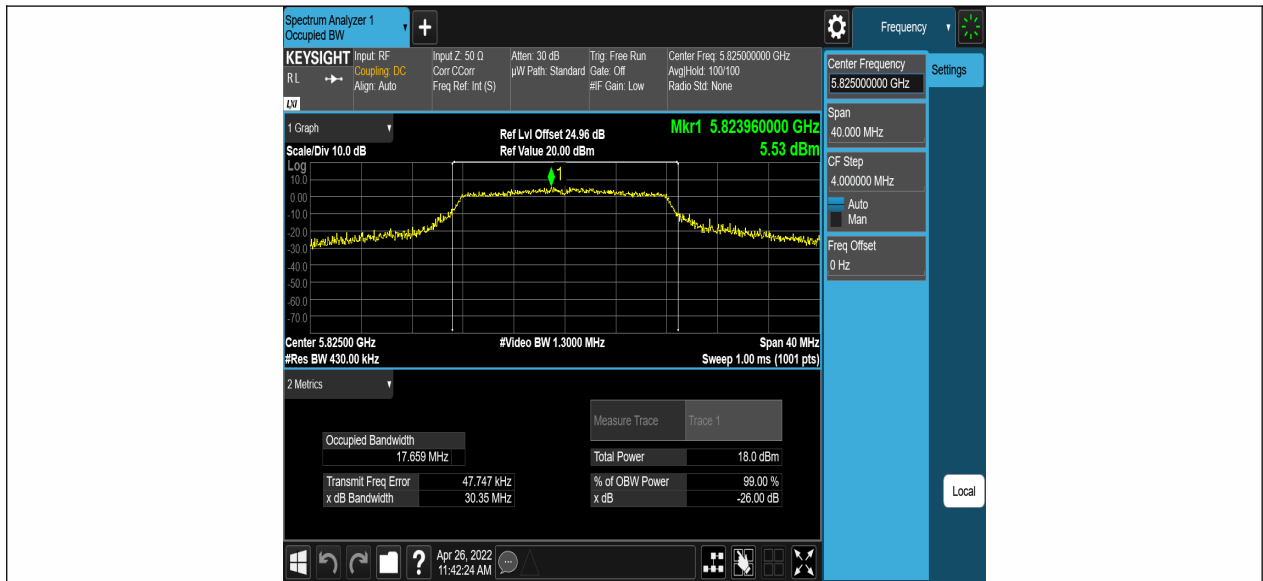 Spectrum Analyzer 1
Occupied BW
+
Frequency
KEYSIGHT
RL
LXI
Input: RF
Coupling: DC
Align: Auto
Input Z: 50 Ω
Corr CCorr
Freq Ref: Int (S)
Atten: 30 dB
µW Path: Standard
Trig: Free Run
Gate: Off
#IF Gain: Low
Center Freq: 5.825000000 GHz
Avg|Hold: 100/100
Radio Std: None
Center Frequency
5.825000000 GHz
Settings
Span
40.000 MHz
CF Step
4.000000 MHz
Auto
Man
Freq Offset
0 Hz
Local
1 Graph
Scale/Div 10.0 dB
Ref Lvl Offset 24.96 dB
Ref Value 20.00 dBm
Mkr1 5.823960000 GHz
5.53 dBm
Log
10.0
0.00
-10.0
-20.0
-30.0
-40.0
-50.0
-60.0
-70.0
1
Center 5.82500 GHz
#Video BW 1.3000 MHz
Span 40 MHz
#Res BW 430.00 kHz
Sweep 1.00 ms (1001 pts)
2 Metrics
Measure Trace
Trace 1
Occupied Bandwidth
17.659 MHz
Total Power 18.0 dBm
Transmit Freq Error 47.747 kHz
% of OBW Power 99.00 %
x dB Bandwidth 30.35 MHz
x dB -26.00 dB
?
Apr 26, 2022
11:42:24 AM